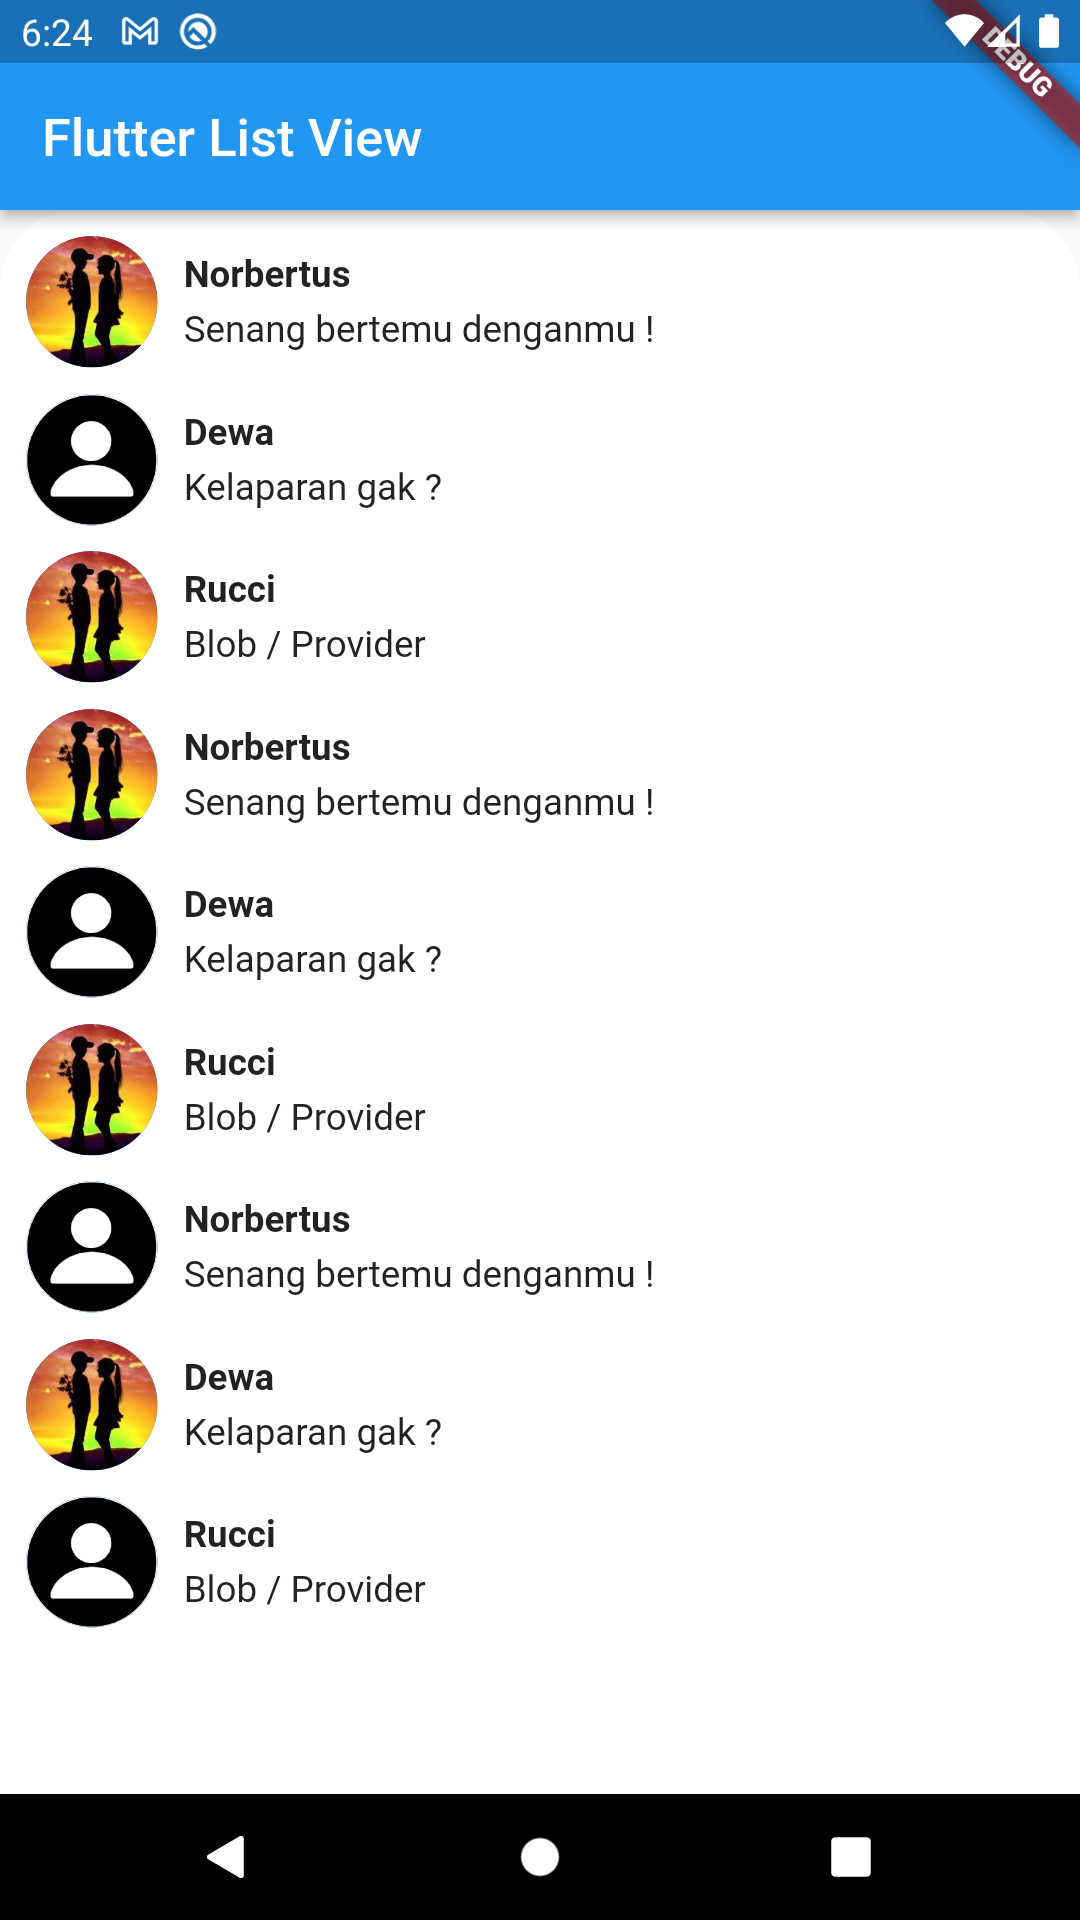 6:24
DEBUG
Flutter List View
Norbertus
Senang bertemu denganmu !
Dewa
Kelaparan gak ?
Rucci
Blob / Provider
Norbertus
Senang bertemu denganmu !
Dewa
Kelaparan gak ?
Rucci
Blob / Provider
Norbertus
Senang bertemu denganmu !
Dewa
Kelaparan gak ?
Rucci
Blob / Provider